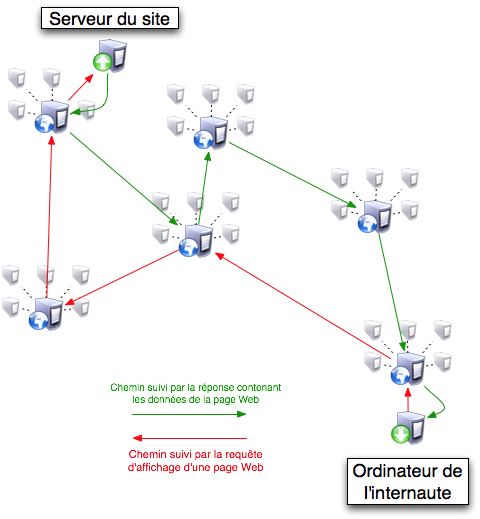 Serveur du site
Chemin suivi par la réponse contenant
les données de la page Web
Chemin suivi par la requête
d'affichage d'une page Web
Ordinateur de
l'internaute